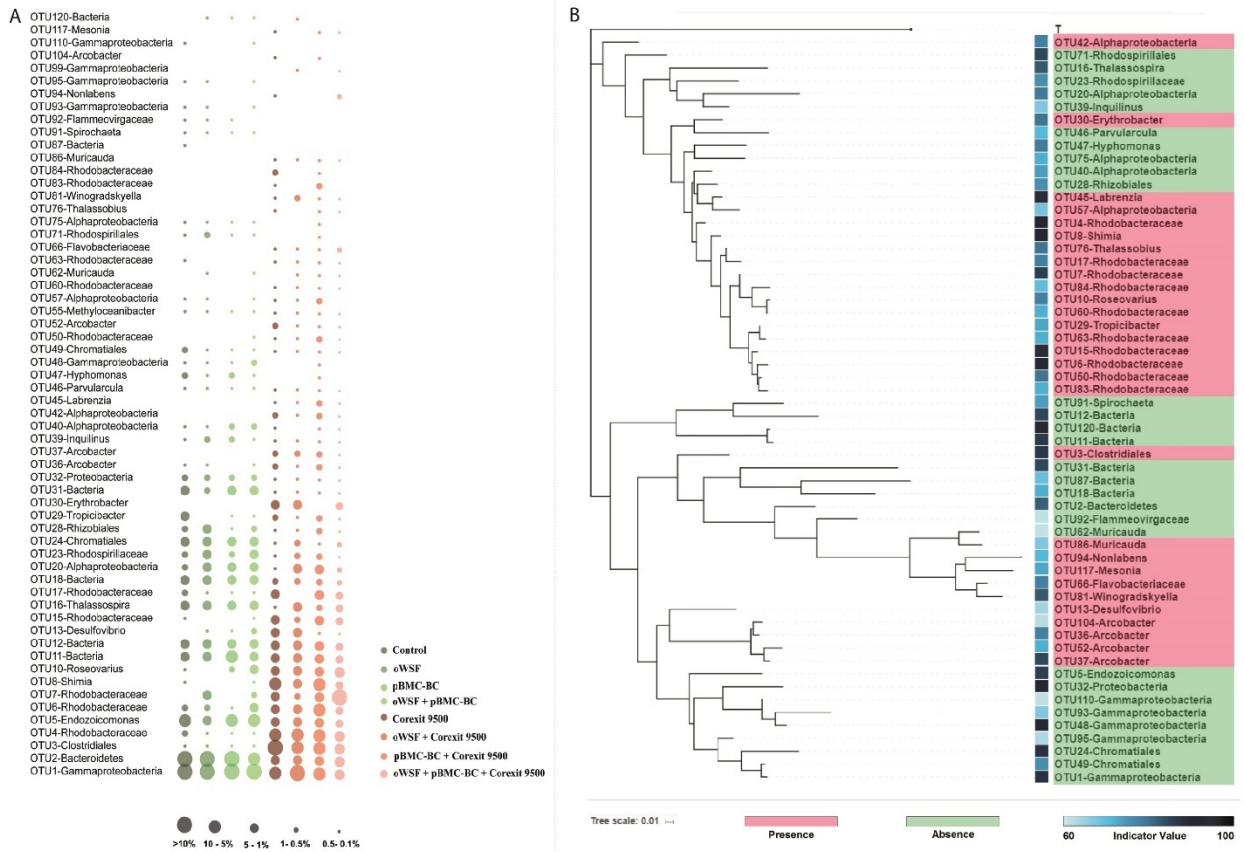 A
OTU120-Bacteria
OTU117-Mesonia
OTU110-Gammaproteobacteria
OTU104-Arcobacter
OTU99-Gammaproteobacteria
OTU95-Gammaproteobacteria
OTU94-Nonlabens
OTU93-Gammaproteobacteria
OTU92-Flammeovirgaceae
OTU91-Spirochaeta
OTU87-Bacteria
OTU86-Muricauda
OTU84-Rhodobacteraceae
OTU83-Rhodobacteraceae
OTU81-Winogradskyella
OTU76-Thalassobius
OTU75-Alphaproteobacteria
OTU71-Rhodospirillales
OTU66-Flavobacteriaceae
OTU63-Rhodobacteraceae
OTU62-Muricauda
OTU60-Rhodobacteraceae
OTU57-Alphaproteobacteria
OTU55-Methyloceanibacter
OTU52-Arcobacter
OTU50-Rhodobacteraceae
OTU49-Chromatiales
OTU48-Gammaproteobacteria
OTU47-Hyphomonas
OTU46-Parvularcula
OTU45-Labrenzia
OTU42-Alphaproteobacteria
OTU40-Alphaproteobacteria
OTU39-Inquilinus
OTU37-Arcobacter
OTU36-Arcobacter
OTU32-Proteobacteria
OTU31-Bacteria
OTU30-Erythrobacter
OTU29-Tropicibacter
OTU28-Rhizobiales
OTU24-Chromatiales
OTU23-Rhodospirillaceae
OTU20-Alphaproteobacteria
OTU18-Bacteria
OTU17-Rhodobacteraceae
OTU16-Thalassospira
OTU15-Rhodobacteraceae
OTU13-Desulfovibrio
OTU12-Bacteria
OTU11-Bacteria
OTU10-Roseovarius
OTU8-Shimia
OTU7-Rhodobacteraceae
OTU6-Rhodobacteraceae
OTU5-Endozoicomonas
OTU4-Rhodobacteraceae
OTU3-Clostridiales
OTU2-Bacteroidetes
OTU1-Gammaproteobacteria
Control
oWSF
pBMC-BC
oWSF + pBMC-BC
Corexit 9500
oWSF + Corexit 9500
pBMC-BC + Corexit 9500
oWSF + pBMC-BC + Corexit 9500
>10% 10 - 5% 5 - 1% 1- 0.5% 0.5- 0.1%
B
T
OTU42-Alphaproteobacteria
OTU71-Rhodospirillales
OTU16-Thalassospira
OTU23-Rhodospirillaceae
OTU20-Alphaproteobacteria
OTU39-Inquilinus
OTU30-Erythrobacter
OTU46-Parvularcula
OTU47-Hyphomonas
OTU75-Alphaproteobacteria
OTU40-Alphaproteobacteria
OTU28-Rhizobiales
OTU45-Labrenzia
OTU57-Alphaproteobacteria
OTU4-Rhodobacteraceae
OTU8-Shimia
OTU76-Thalassobius
OTU17-Rhodobacteraceae
OTU7-Rhodobacteraceae
OTU84-Rhodobacteraceae
OTU10-Roseovarius
OTU60-Rhodobacteraceae
OTU29-Tropicibacter
OTU63-Rhodobacteraceae
OTU15-Rhodobacteraceae
OTU6-Rhodobacteraceae
OTU50-Rhodobacteraceae
OTU83-Rhodobacteraceae
OTU91-Spirochaeta
OTU12-Bacteria
OTU120-Bacteria
OTU11-Bacteria
OTU3-Clostridiales
OTU31-Bacteria
OTU87-Bacteria
OTU18-Bacteria
OTU2-Bacteroidetes
OTU92-Flammeovirgaceae
OTU62-Muricauda
OTU86-Muricauda
OTU94-Nonlabens
OTU117-Mesonia
OTU66-Flavobacteriaceae
OTU81-Winogradskyella
OTU13-Desulfovibrio
OTU104-Arcobacter
OTU36-Arcobacter
OTU52-Arcobacter
OTU37-Arcobacter
OTU5-Endozoicomonas
OTU32-Proteobacteria
OTU110-Gammaproteobacteria
OTU93-Gammaproteobacteria
OTU48-Gammaproteobacteria
OTU95-Gammaproteobacteria
OTU24-Chromatiales
OTU49-Chromatiales
OTU1-Gammaproteobacteria
Tree scale: 0.01
Presence
Absence
60 Indicator Value 100